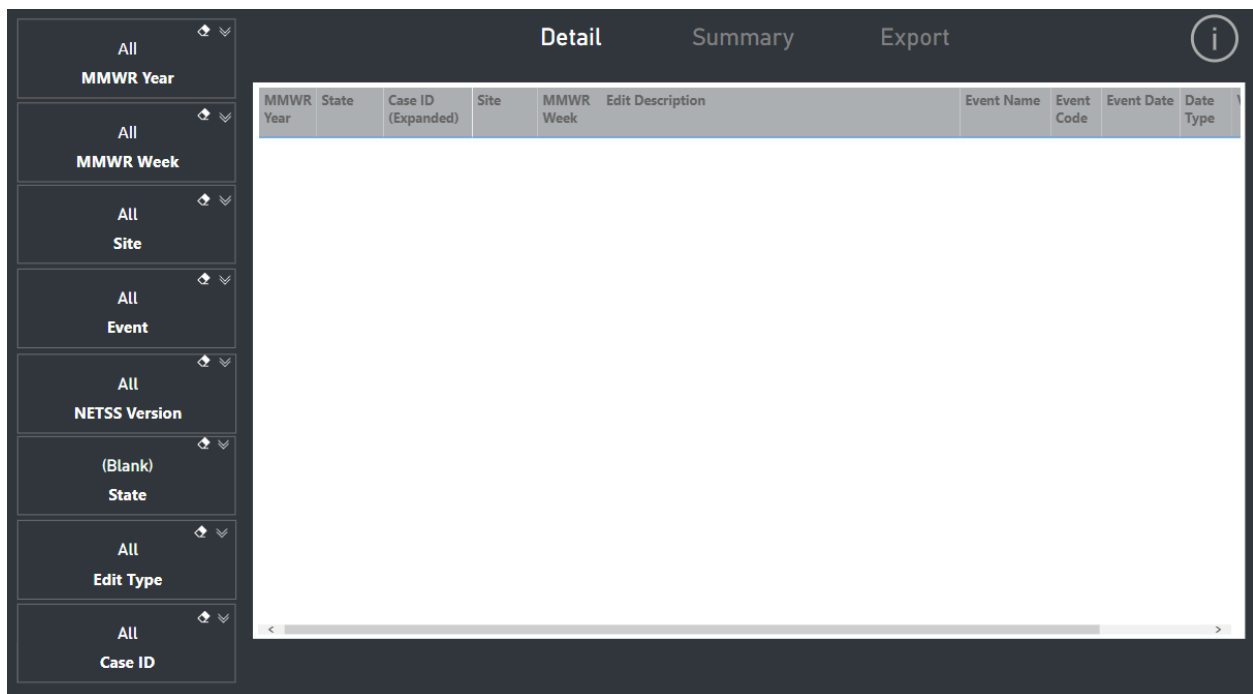 All
MMWR Year
All
MMWR Week
All
Site
All
Event
All
NETSS Version
(Blank)
State
All
Edit Type
All
Case ID
Detail Summary Export
i
MMWR State Case ID Site MMWR Edit Description Event Name Event Event Date Date
Year (Expanded) Week Code Type